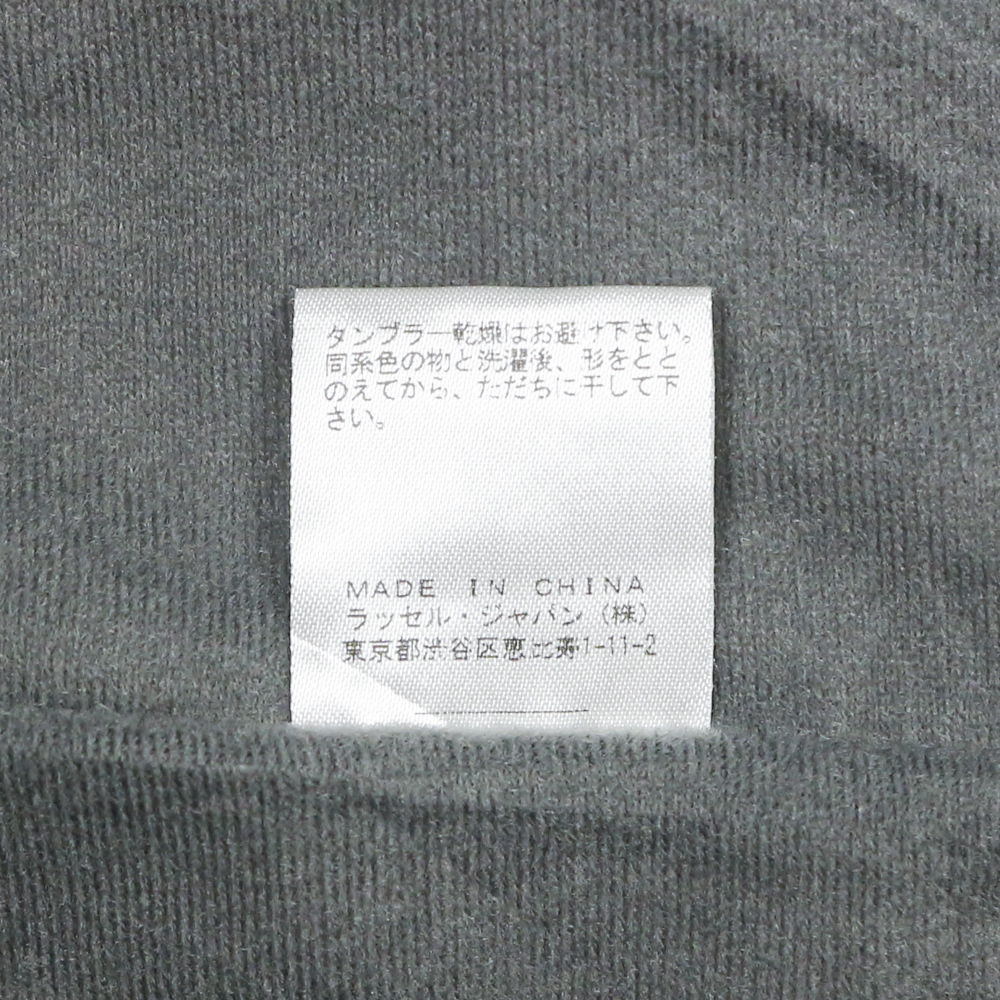 タンブラー乾燥はお避け下さい。
同系色の物と洗濯後、形をとと
のえてから、ただちに干して下
さい。
MADE IN CHINA
ラッセル・ジャパン（株）
東京都渋谷区恵比寿1-11-2